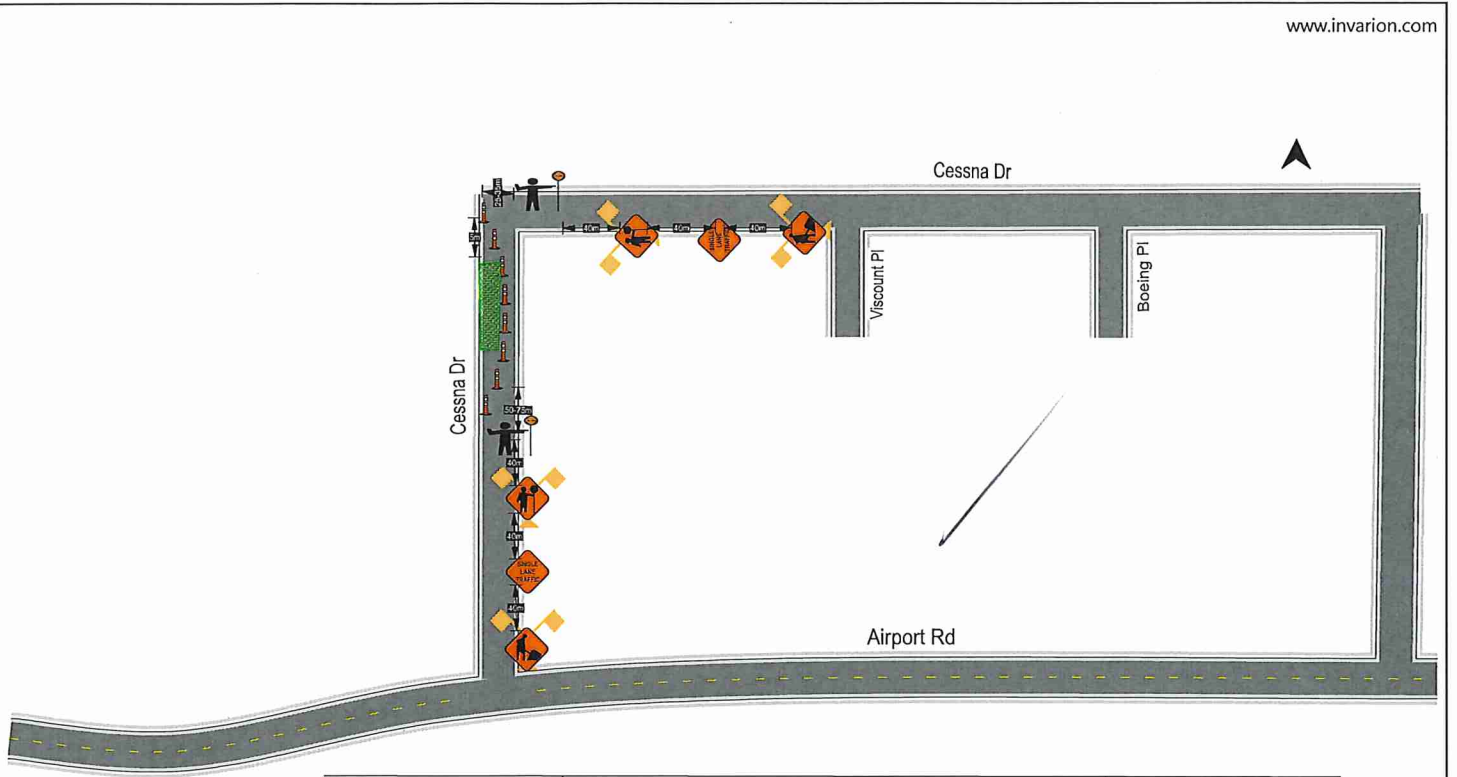 www.invarion.com
Cessna Dr
40m
40m
SINGLE
LANE
TRAFFIC
40m
5m
Viscount Pl
Boeing Pl
Cessna Dr
50-75m
40m
40m
SINGLE
LANE
TRAFFIC
40m
Airport Rd